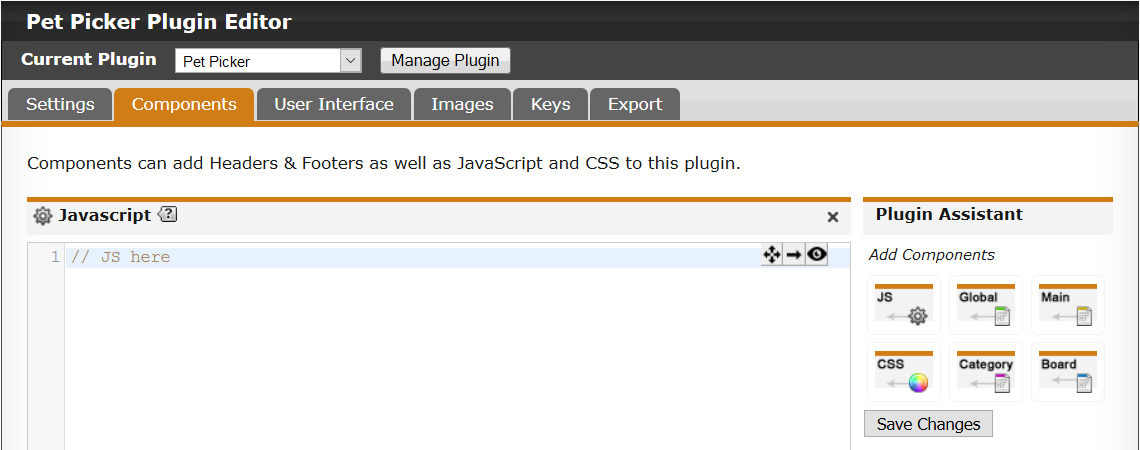 Pet Picker Plugin Editor
Current Plugin Pet Picker Manage Plugin
Settings Components User Interface Images Keys Export
Components can add Headers & Footers as well as JavaScript and CSS to this plugin.
Javascript ? × Plugin Assistant
1 // JS here
Add Components
JS Global Main
CSS Category Board
Save Changes